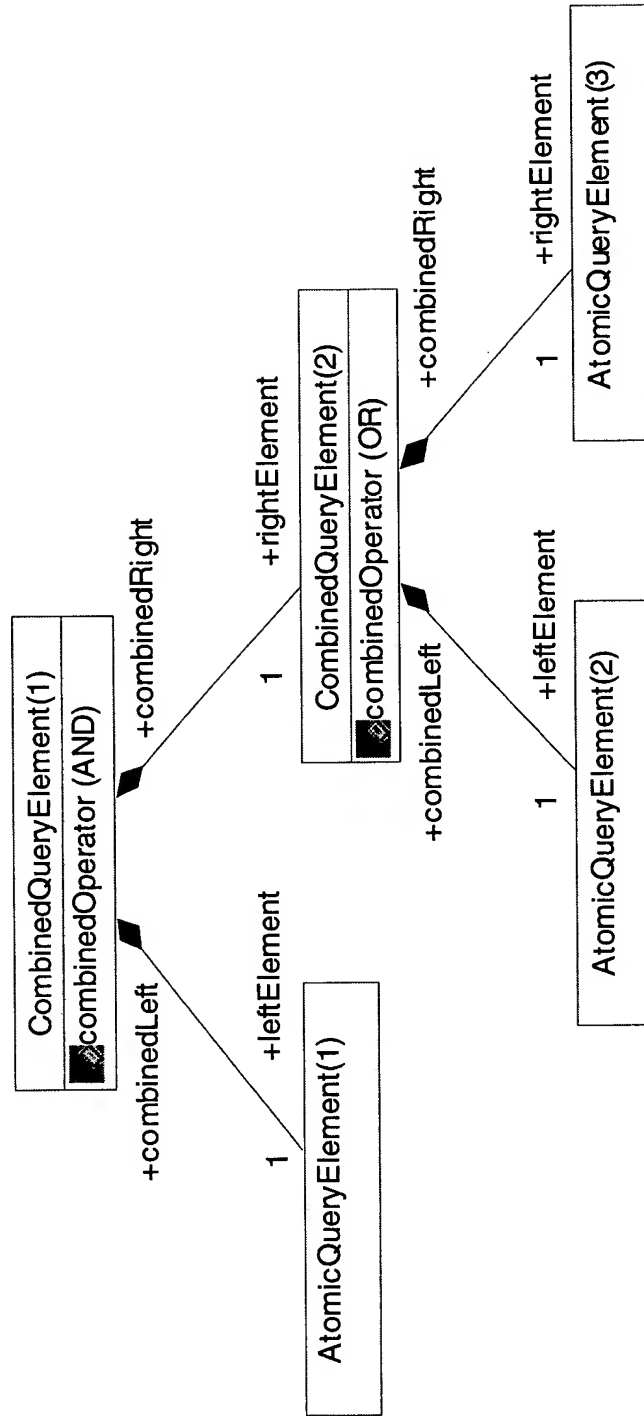 CombinedQueryElement(1)
combinedOperator (AND)
+combinedLeft
+combinedRight
1
+leftElement
1
+rightElement
AtomicQueryElement(1)
CombinedQueryElement(2)
combinedOperator (OR)
+combinedLeft
+combinedRight
1
+leftElement
1
+rightElement
AtomicQueryElement(2)
AtomicQueryElement(3)